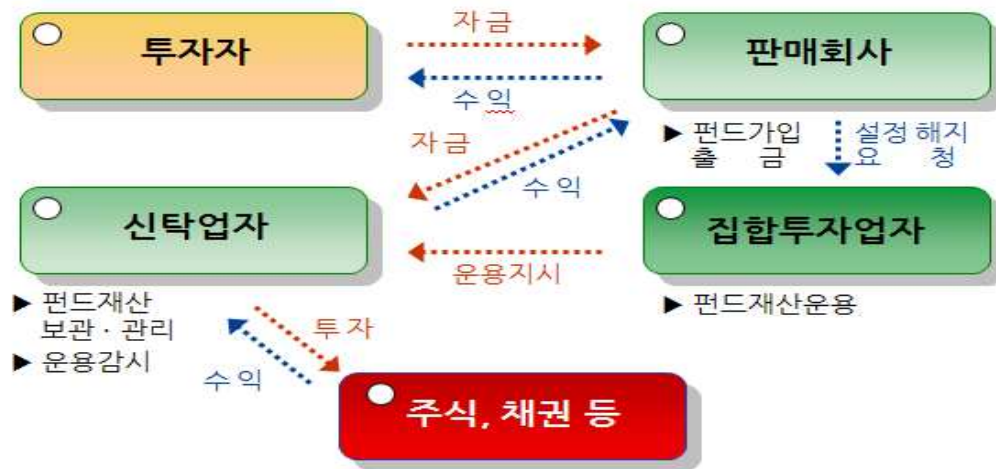 투자자
자 금
수 익
판매회사
▶ 펀드가입
출 금
설정 해지
요 청
자 금
수 익
신탁업자
집합투자업자
운용지시
▶ 펀드재산
보관 · 관리
▶ 운용감시
▶ 펀드재산운용
투 자
수 익
주식, 채권 등